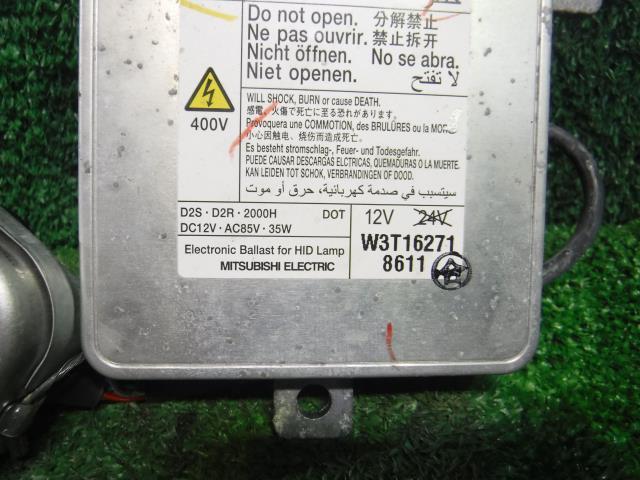 Do not open. 分解禁止
Ne pas ouvrir. 禁止拆开
Nicht öffnen. No se abra.
Niet openen. لا تفتح
400V
WILL SHOCK, BURN or cause DEATH.
感電、火傷で死亡に至る恐れがあります。
Provoquera une COMMOTION, des BRULÛRES ou la MORT
小心因触电、烧伤而造成死亡。
Es besteht stromschlag-, Feuer- und Todesgefahr.
PUEDE CAUSAR DESCARGAS ELCTRICAS, QUEMADURAS O LA MUERTE.
KAN LEIDEN TOT SCHOK, VERBRANDINGEN OF DOOD.
سيتسبب في صدمة كهربائية، حرق أو موت
D2S · D2R · 2000H DOT
DC12V · AC85V · 35W
12V 24V
Electronic Ballast for HID Lamp
MITSUBISHI ELECTRIC
W3T16271
8611